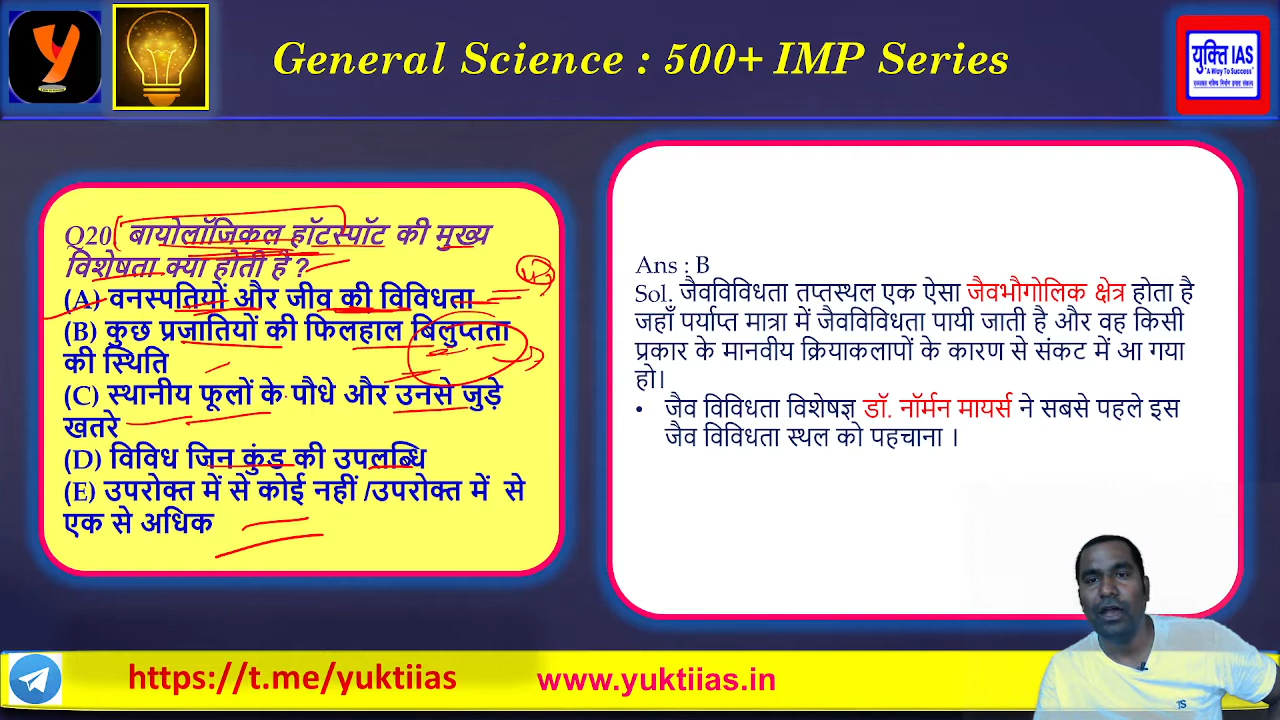 General Science : 500+ IMP Series
युक्ति IAS
"A Way To Success"
Q20 बायोलॉजिकल हॉटस्पॉट की मुख्य
विशेषता क्या होती है ?
(A) वनस्पतियों और जीव की विविधता
(B) कुछ प्रजातियों की फिलहाल बिलुप्तता
की स्थिति
(C) स्थानीय फूलों के पौधे और उनसे जुड़े
खतरे
(D) विविध जिन कुंड की उपलब्धि
(E) उपरोक्त में से कोई नहीं /उपरोक्त में से
एक से अधिक
Ans : B
Sol. जैवविविधता तप्तस्थल एक ऐसा जैवभौगोलिक क्षेत्र होता है
जहाँ पर्याप्त मात्रा में जैवविविधता पायी जाती है और वह किसी
प्रकार के मानवीय क्रियाकलापों के कारण से संकट में आ गया
हो।
• जैव विविधता विशेषज्ञ डॉ. नॉर्मन मायर्स ने सबसे पहले इस
जैव विविधता स्थल को पहचाना ।
https://t.me/yuktiias
www.yuktiias.in